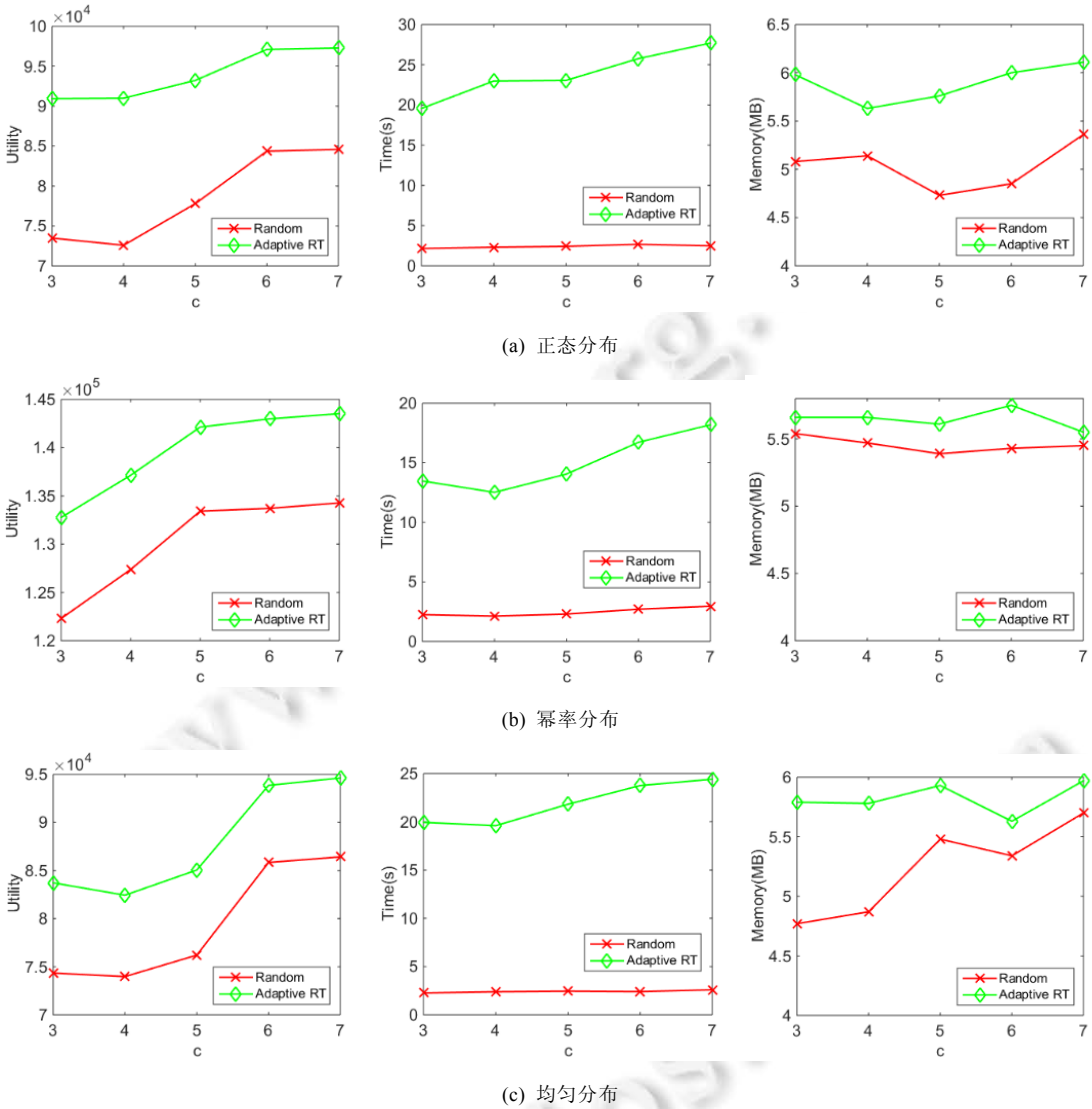 ×10⁴
10
9.5
9
8.5
8
7.5
7
Utility
3 4 5 6 7
c
Random
Adaptive RT
30
25
20
15
10
5
0
Time(s)
3 4 5 6 7
c
Random
Adaptive RT
6.5
6
5.5
5
4.5
4
Memory(MB)
3 4 5 6 7
c
Random
Adaptive RT
(a) 正态分布
×10⁵
1.45
1.4
1.35
1.3
1.25
1.2
Utility
3 4 5 6 7
c
Random
Adaptive RT
20
15
10
5
0
Time(s)
3 4 5 6 7
c
Random
Adaptive RT
5.5
5
4.5
4
Memory(MB)
3 4 5 6 7
c
Random
Adaptive RT
(b) 幂率分布
×10⁴
9.5
9
8.5
8
7.5
7
Utility
3 4 5 6 7
c
Random
Adaptive RT
25
20
15
10
5
0
Time(s)
3 4 5 6 7
c
Random
Adaptive RT
6
5.5
5
4.5
4
Memory(MB)
3 4 5 6 7
c
Random
Adaptive RT
(c) 均匀分布